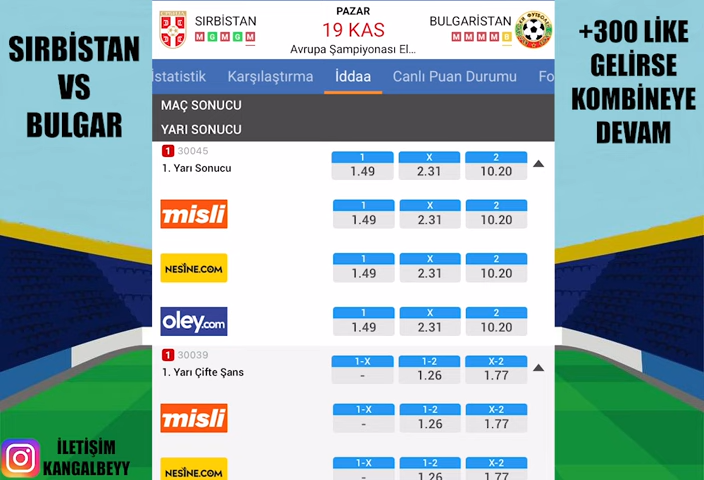 SIRBİSTAN
VS
BULGAR
+300 LİKE
GELİRSE
KOMBİNEYE
DEVAM
SIRBİSTAN
M G M G M
PAZAR
19 KAS
Avrupa Şampiyonası El...
BULGARİSTAN
M M M M B
İstatistik Karşılaştırma İddaa Canlı Puan Durumu Fo
MAÇ SONUCU
YARI SONUCU
1 30045
1. Yarı Sonucu
1 X 2
1.49 2.31 10.20
misli
1 X 2
1.49 2.31 10.20
NESİNE.COM
1 X 2
1.49 2.31 10.20
oley.com
1 X 2
1.49 2.31 10.20
1 30039
1. Yarı Çifte Şans
1-X 1-2 X-2
- 1.26 1.77
misli
1-X 1-2 X-2
- 1.26 1.77
NESİNE.COM
1-X 1-2 X-2
- 1.26 1.77
İLETİŞİM
KANGALBEYY